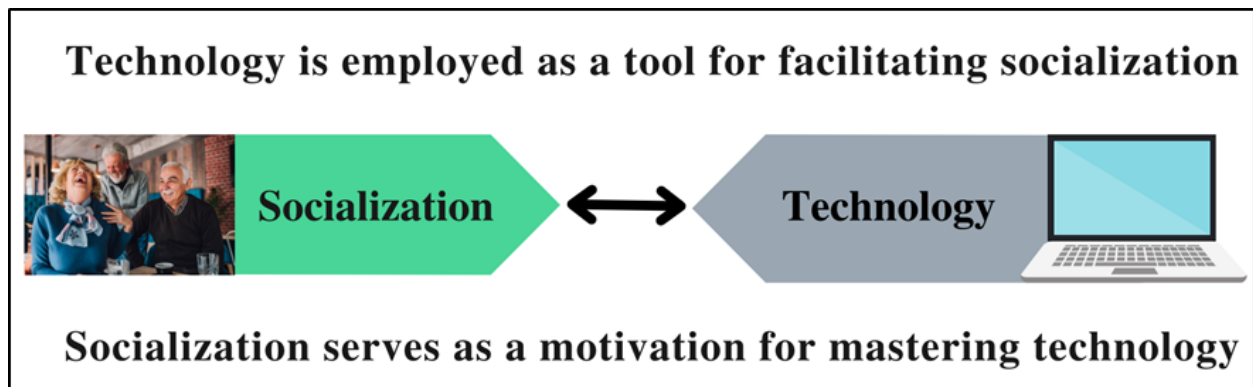 Technology is employed as a tool for facilitating socialization
Socialization
Technology
Socialization serves as a motivation for mastering technology